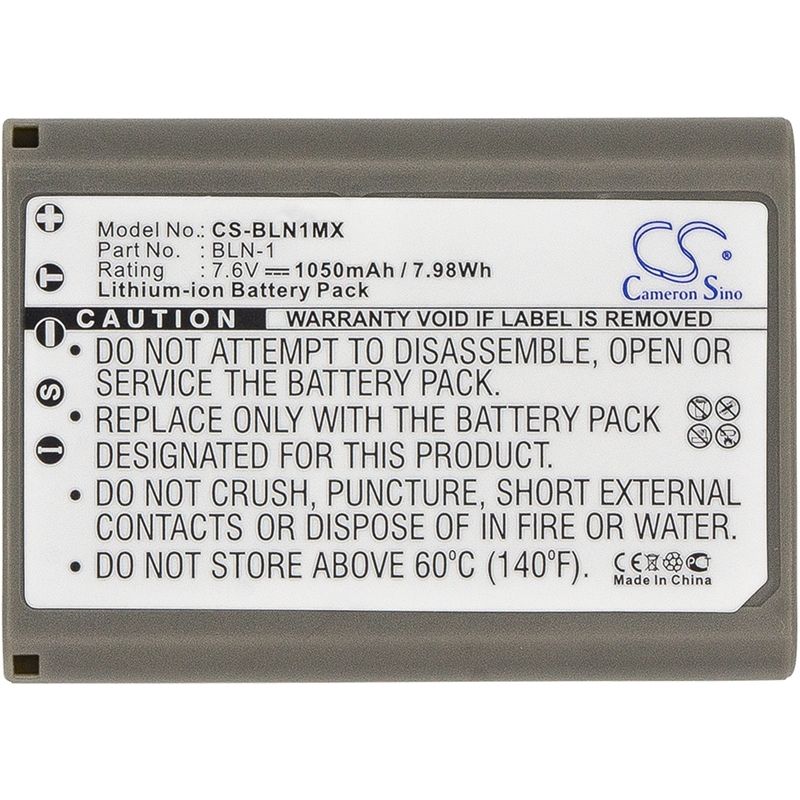 Model No.: CS-BLN1MX
Part No. : BLN-1
Rating : 7.6V 1050mAh / 7.98Wh
Lithium-ion Battery Pack
CS®
Cameron Sino
CAUTION WARRANTY VOID IF LABEL IS REMOVED
+
T
−
S
I
• DO NOT ATTEMPT TO DISASSEMBLE, OPEN OR
SERVICE THE BATTERY PACK.
• REPLACE ONLY WITH THE BATTERY PACK
DESIGNATED FOR THIS PRODUCT.
• DO NOT CRUSH, PUNCTURE, SHORT EXTERNAL
CONTACTS OR DISPOSE OF IN FIRE OR WATER.
• DO NOT STORE ABOVE 60ºC (140ºF).
CE
Made In China